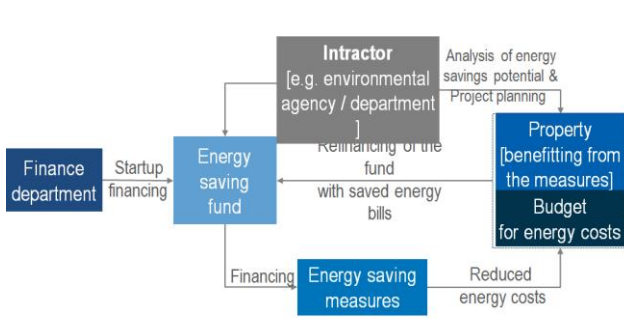 Intractor
[e.g. environmental
agency / department
]
Analysis of energy
savings potential &
Project planning
Finance
department
Startup
financing
Energy
saving
fund
Refinancing of the
fund
with saved energy
bills
Property
[benefitting from
the measures]
Budget
for energy costs
Financing
Energy saving
measures
Reduced
energy costs